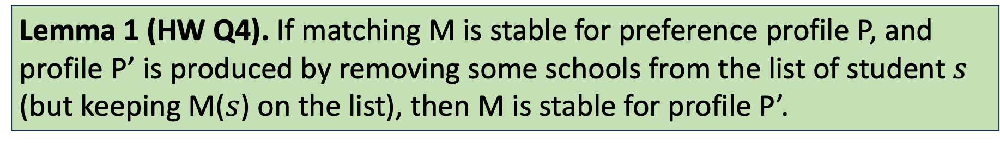 Lemma 1 (HW Q4). If matching M is stable for preference profile P, and
profile P’ is produced by removing some schools from the list of student s
(but keeping M(s) on the list), then M is stable for profile P’.